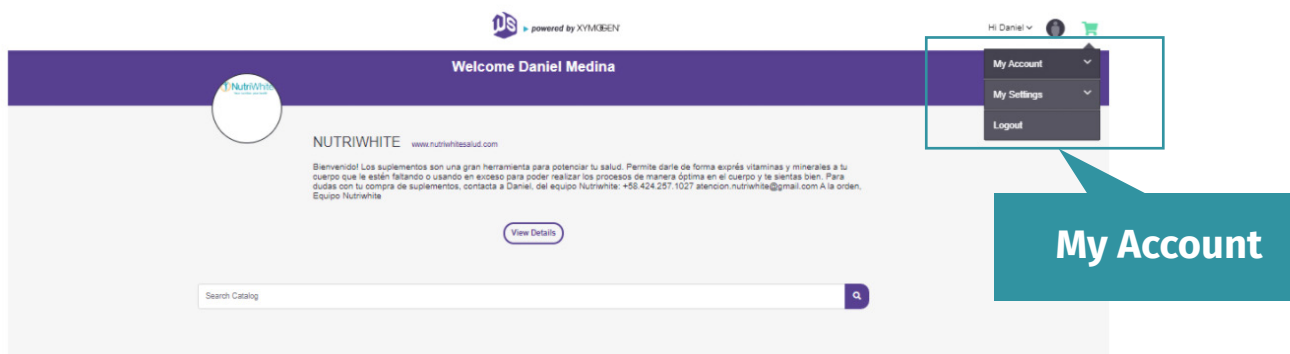 US powered by XYMOGEN
Hi Daniel
Welcome Daniel Medina
My Account
My Settings
Logout
NutriWhite
NUTRIWHITE www.nutriwhitesalud.com
Bienvenido! Los suplementos son una gran herramienta para potenciar tu salud. Permite darle de forma exprés vitaminas y minerales a tu
cuerpo que le estén faltando o usando en exceso para poder realizar los procesos de manera óptima en el cuerpo y te sientas bien. Para
dudas con tu compra de suplementos, contacta a Daniel, del equipo Nutriwhite: +58.424.257.1027 atencion.nutriwhite@gmail.com A la orden,
Equipo Nutriwhite
View Details
My Account
Search Catalog